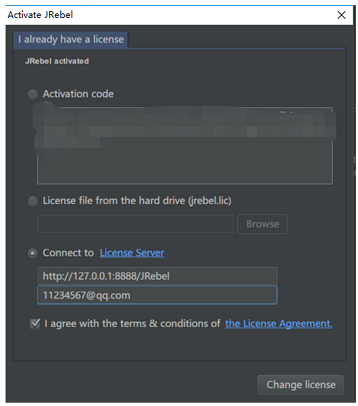 Activate JRebel
I already have a license
JRebel activated
Activation code
License file from the hard drive (jrebel.lic)
Browse
Connect to License Server
http://127.0.0.1:8888/JRebel
11234567@qq.com
I agree with the terms & conditions of the License Agreement.
Change license